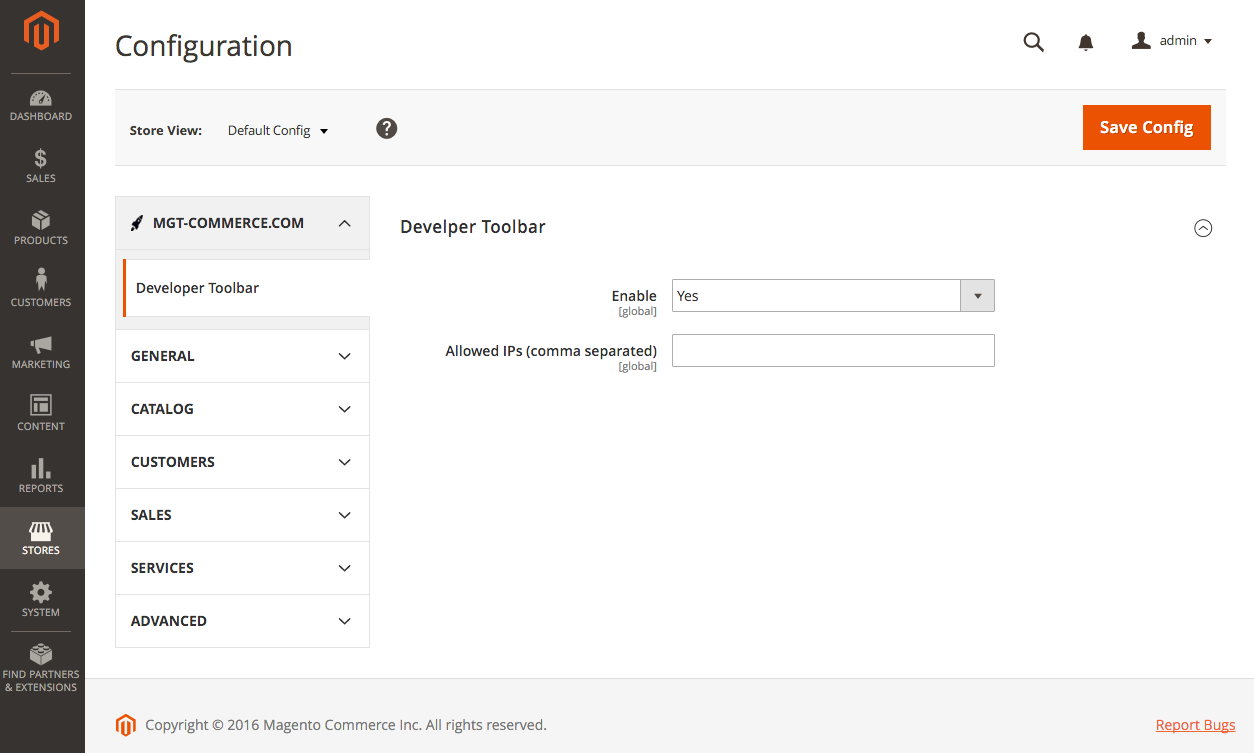 Configuration
admin
Store View: Default Config ?
Save Config
DASHBOARD
$
SALES
PRODUCTS
CUSTOMERS
MARKETING
CONTENT
REPORTS
STORES
SYSTEM
FIND PARTNERS
& EXTENSIONS
MGT-COMMERCE.COM
Developer Toolbar
GENERAL
CATALOG
CUSTOMERS
SALES
SERVICES
ADVANCED
Develper Toolbar
Enable Yes
[global]
Allowed IPs (comma separated)
[global]
Copyright © 2016 Magento Commerce Inc. All rights reserved.
Report Bugs